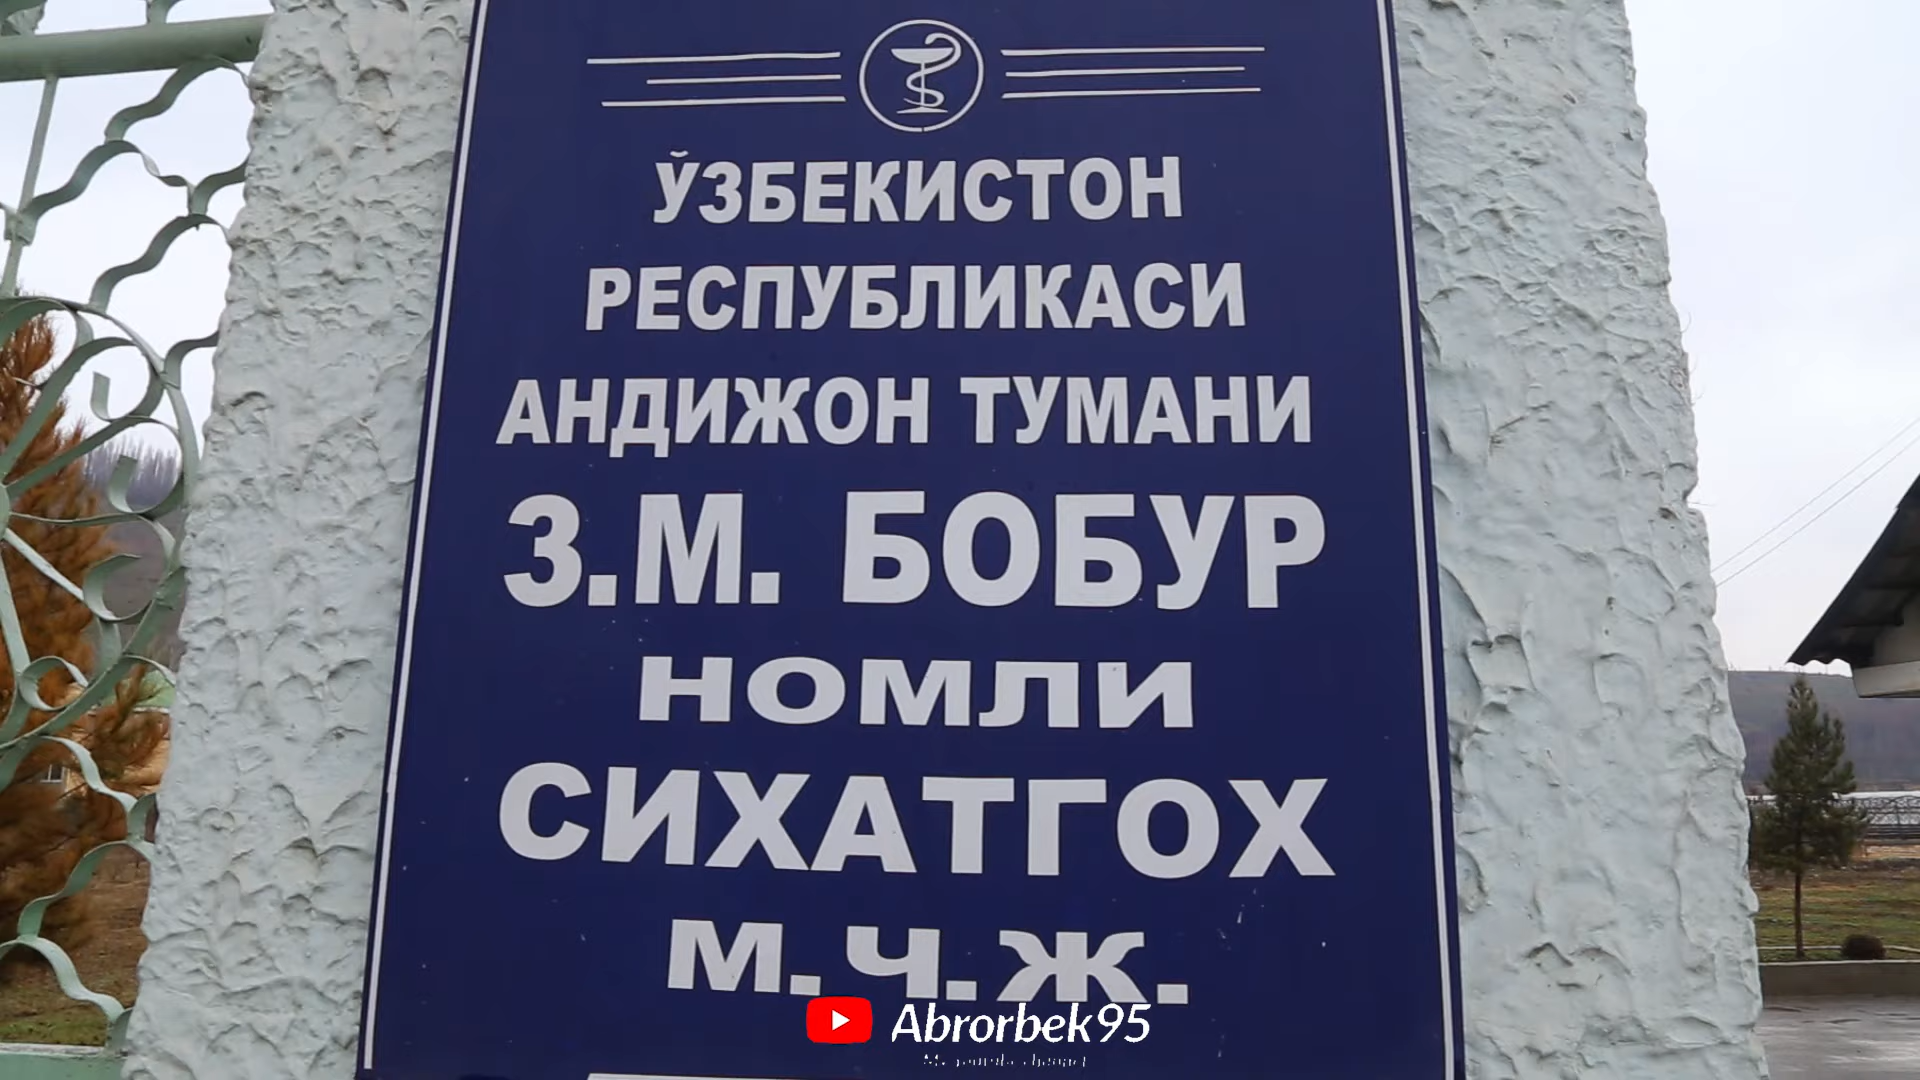 ЎЗБЕКИСТОН
РЕСПУБЛИКАСИ
АНДИЖОН ТУМАНИ
З.М. БОБУР
НОМЛИ
СИХАТГОХ
М.Ч.Ж.
Abrorbek95